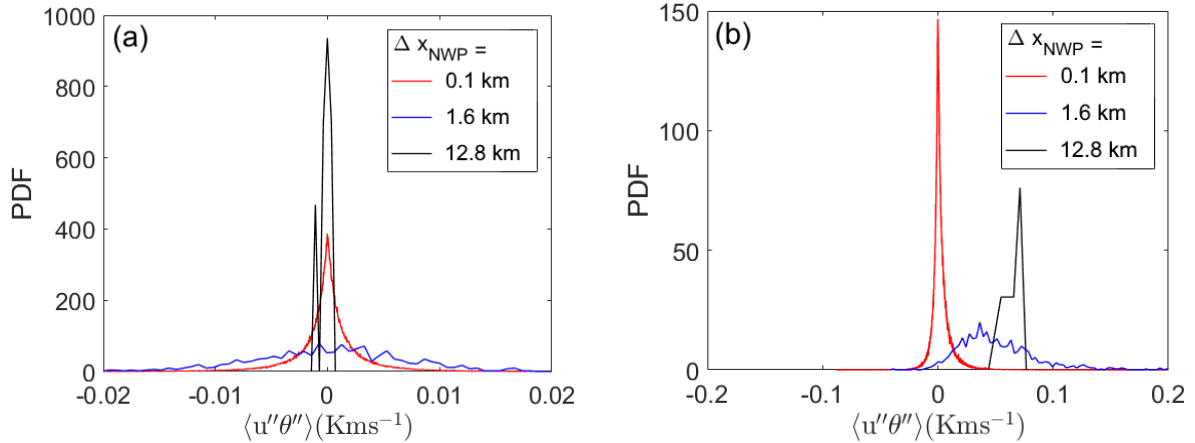 (a)
Δ x_NWP =
0.1 km
1.6 km
12.8 km
PDF
1000
800
600
400
200
0
-0.02
-0.01
0
0.01
0.02
⟨u″θ″⟩(Kms⁻¹)
(b)
Δ x_NWP =
0.1 km
1.6 km
12.8 km
PDF
150
100
50
0
-0.2
-0.1
0
0.1
0.2
⟨u″θ″⟩(Kms⁻¹)